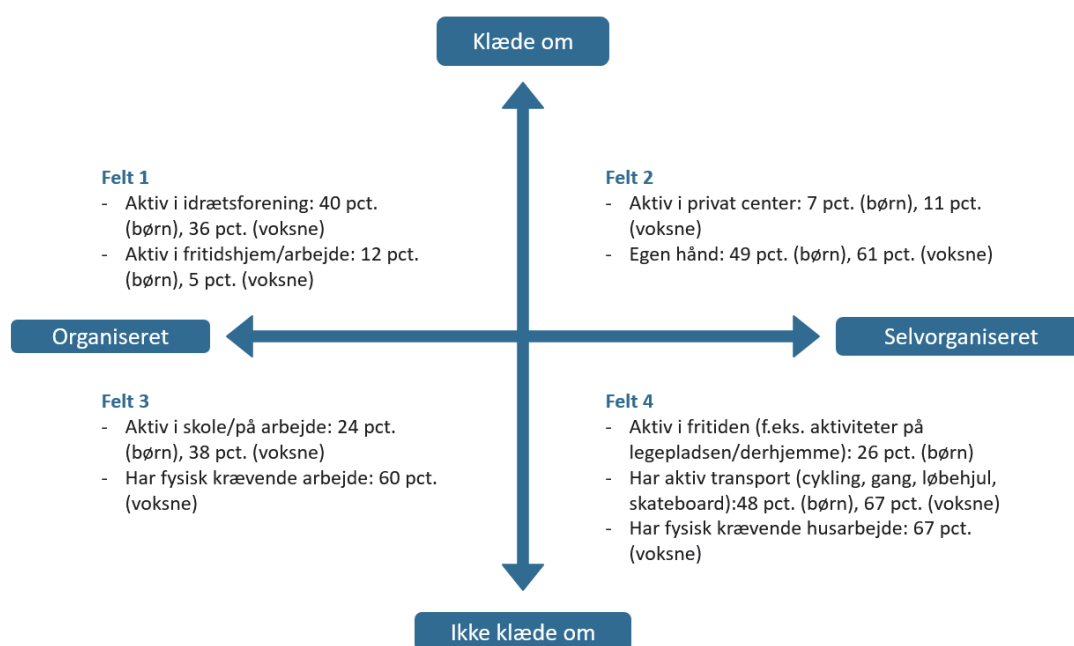 Klæde om
Felt 1
- Aktiv i idrætsforening: 40 pct.
(børn), 36 pct. (voksne)
- Aktiv i fritidshjem/arbejde: 12 pct.
(børn), 5 pct. (voksne)
Felt 2
- Aktiv i privat center: 7 pct. (børn), 11 pct.
(voksne)
- Egen hånd: 49 pct. (børn), 61 pct. (voksne)
Organiseret
Selvorganiseret
Felt 3
- Aktiv i skole/på arbejde: 24 pct.
(børn), 38 pct. (voksne)
- Har fysisk krævende arbejde: 60 pct.
(voksne)
Felt 4
- Aktiv i fritiden (f.eks. aktiviteter på
legepladsen/derhjemme): 26 pct. (børn)
- Har aktiv transport (cykling, gang, løbehjul,
skateboard):48 pct. (børn), 67 pct. (voksne)
- Har fysisk krævende husarbejde: 67 pct.
(voksne)
Ikke klæde om